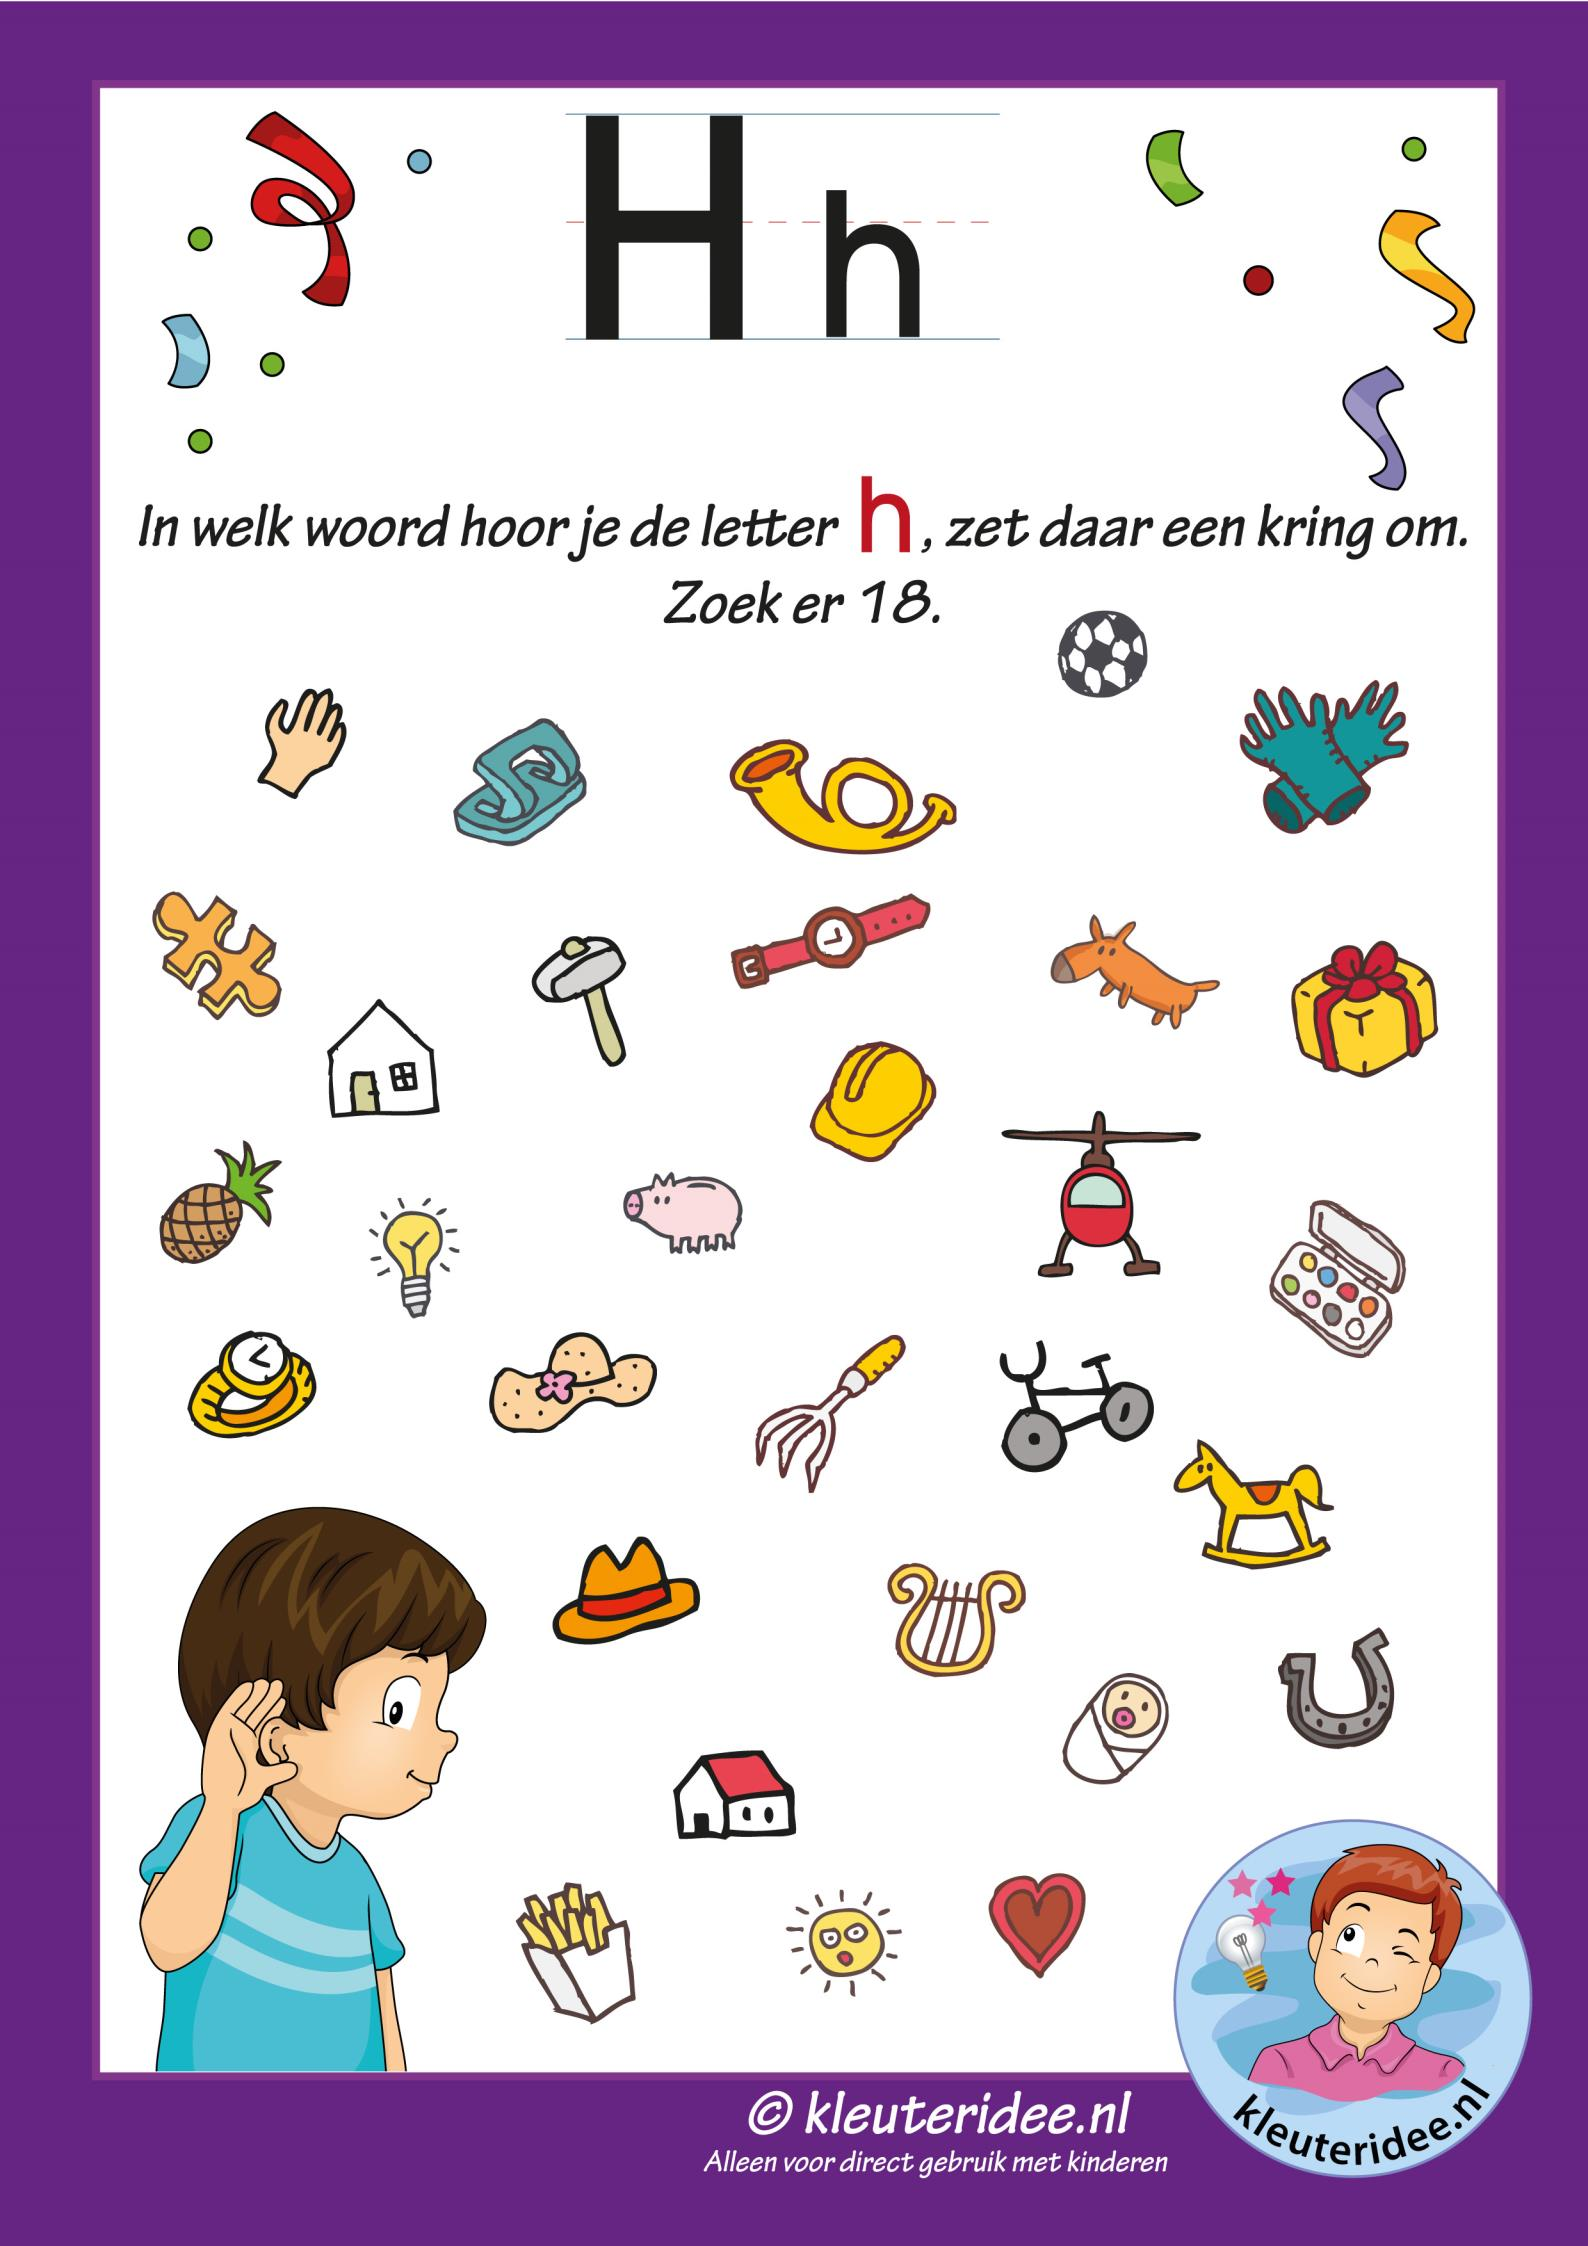 H h
In welk woord hoor je de letter h, zet daar een kring om.
Zoek er 18.
© kleuteridee.nl
Alleen voor direct gebruik met kinderen
kleuteridee.nl